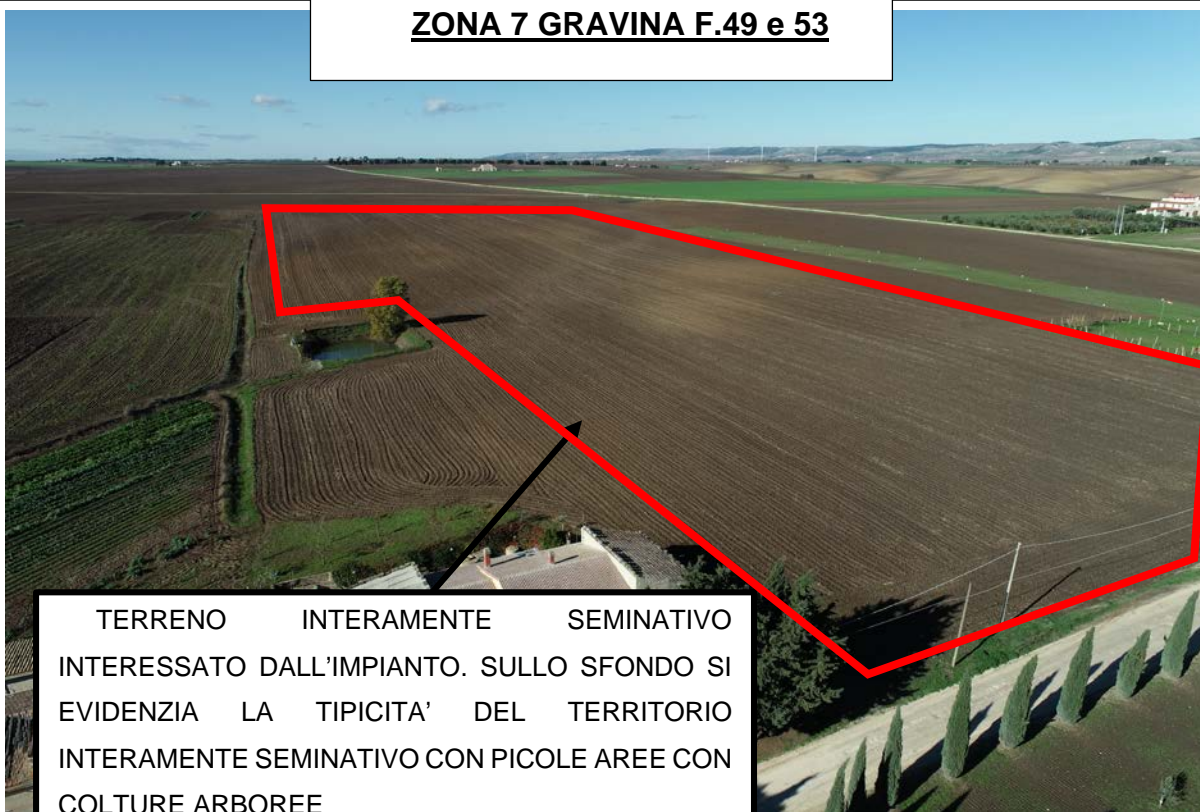 ZONA 7 GRAVINA F.49 e 53
TERRENO INTERAMENTE SEMINATIVO
INTERESSATO DALL'IMPIANTO. SULLO SFONDO SI
EVIDENZIA LA TIPICITA' DEL TERRITORIO
INTERAMENTE SEMINATIVO CON PICOLE AREE CON
COLTURE ARBOREE